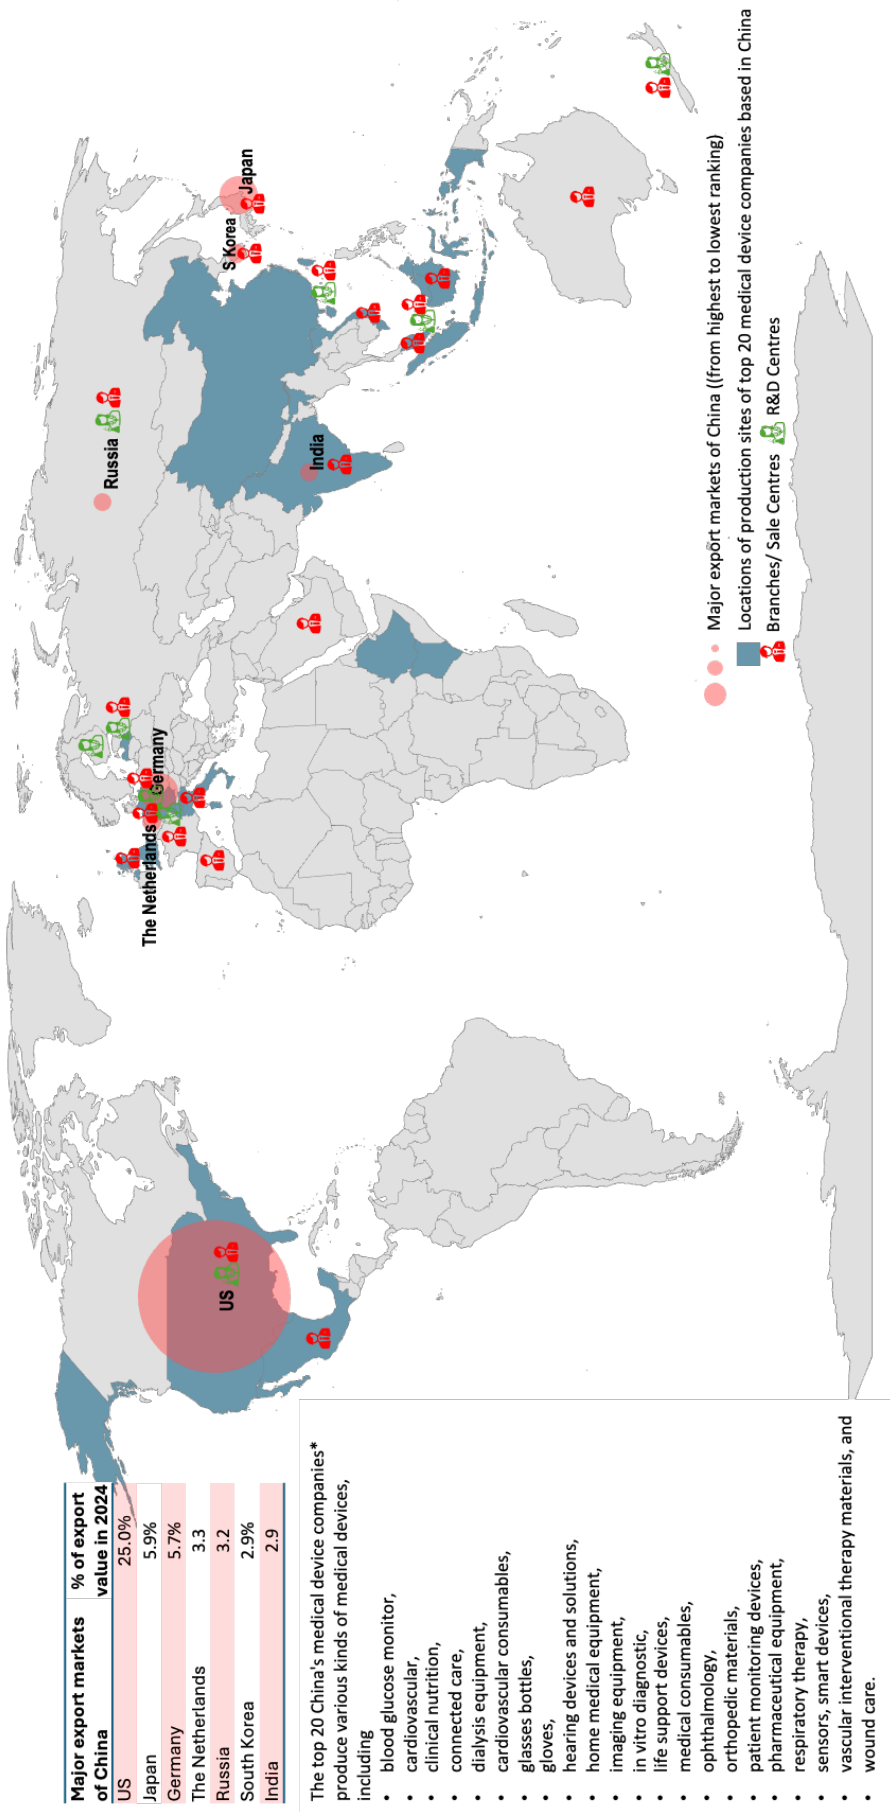 Major export markets of China % of export value in 2024
US 25.0%
Japan 5.9%
Germany 5.7%
The Netherlands 3.3
Russia 3.2
South Korea 2.9%
India 2.9
The top 20 China's medical device companies*
produce various kinds of medical devices,
including
• blood glucose monitor,
• cardiovascular,
• clinical nutrition,
• connected care,
• dialysis equipment,
• cardiovascular consumables,
• glasses bottles,
• gloves,
• hearing devices and solutions,
• home medical equipment,
• imaging equipment,
• in vitro diagnostic,
• life support devices,
• medical consumables,
• ophthalmology,
• orthopedic materials,
• patient monitoring devices,
• pharmaceutical equipment,
• respiratory therapy,
• sensors, smart devices,
• vascular interventional therapy materials, and
• wound care.
US
The Netherlands
Germany
Russia
India
S Korea
Japan
Major export markets of China ((from highest to lowest ranking)
Locations of production sites of top 20 medical device companies based in China
Branches/ Sale Centres R&D Centres